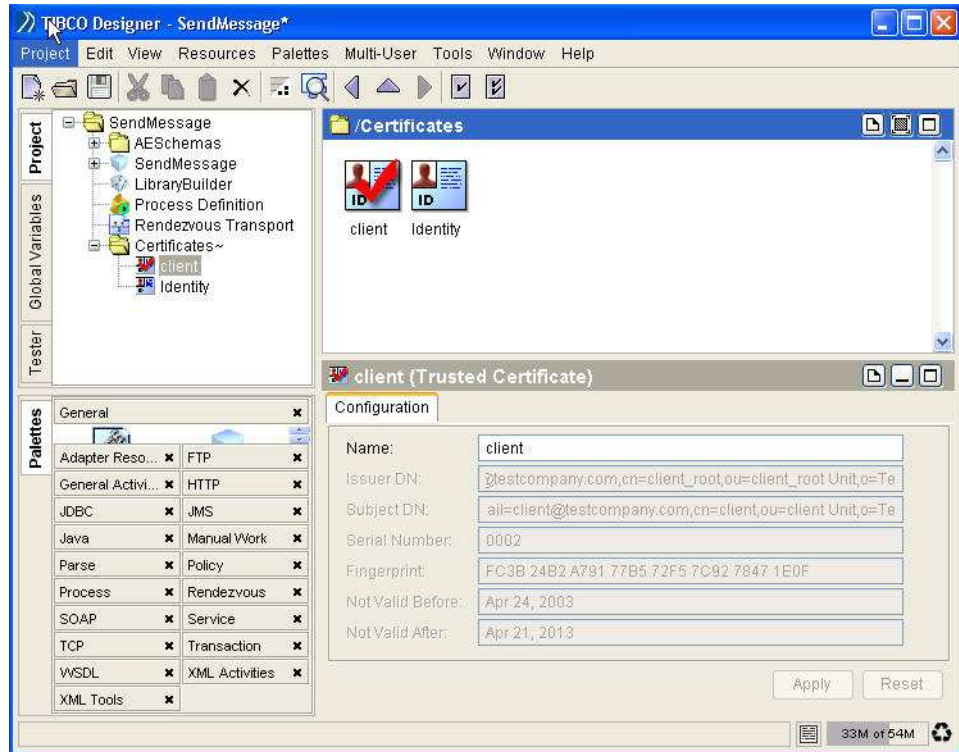 TIBCO Designer - SendMessage*
Project Edit View Resources Palettes Multi-User Tools Window Help
Project
Global Variables
Tester
SendMessage
AESchemas
SendMessage
LibraryBuilder
Process Definition
Rendezvous Transport
Certificates~
client
Identity
/Certificates
ID ID
client Identity
client (Trusted Certificate)
Configuration
Name: client
Issuer DN: @testcompany.com,cn=client_root,ou=client_root Unit,o=Te
Subject DN: ail=client@testcompany.com,cn=client,ou=client Unit,o=Te
Serial Number: 0002
Fingerprint: FC3B 24B2 A791 77B5 72F5 7C92 7847 1E0F
Not Valid Before: Apr 24, 2003
Not Valid After: Apr 21, 2013
Apply Reset
Palettes
General
Adapter Reso... FTP
General Activi... HTTP
JDBC JMS
Java Manual Work
Parse Policy
Process Rendezvous
SOAP Service
TCP Transaction
WSDL XML Activities
XML Tools
33M of 54M